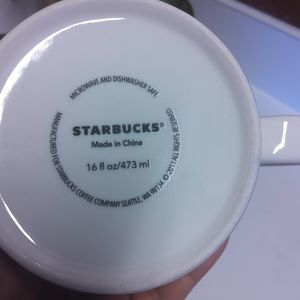 MICROWAVE AND DISHWASHER SAFE
STARBUCKS®
Made in China
16 fl oz/473 ml
MANUFACTURED FOR STARBUCKS COFFEE COMPANY SEATTLE, WA 98134 © 2017 ALL RIGHTS RESERVED